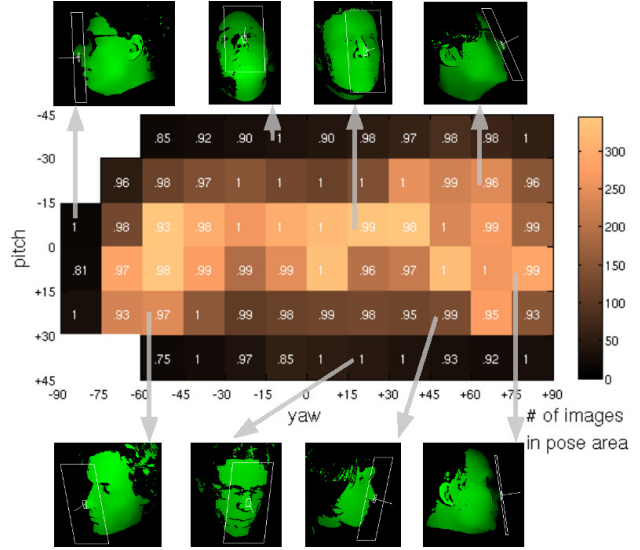 -45
.85 .92 .90 1 .90 .98 .97 .98 .98 1
-30
.96 .98 .97 1 1 1 1 1 .99 .96 .96
-15
1 .98 .93 .98 1 1 1 .99 .98 1 .99 .99
0
.81 .97 .98 .99 .99 .99 1 .96 .97 1 1 .99
+15
1 .93 .97 1 .99 .98 .99 .98 .95 .99 .95 .93
+30
.75 1 .97 .85 1 1 1 .93 .92 1
+45
pitch
-90 -75 -60 -45 -30 -15 0 +15 +30 +45 +60 +75 +90
yaw
300
250
200
150
100
50
0
# of images
in pose area